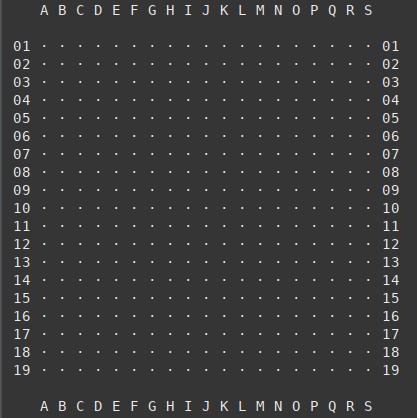 A B C D E F G H I J K L M N O P Q R S
01 · · · · · · · · · · · · · · · · · · · 01
02 · · · · · · · · · · · · · · · · · · · 02
03 · · · · · · · · · · · · · · · · · · · 03
04 · · · · · · · · · · · · · · · · · · · 04
05 · · · · · · · · · · · · · · · · · · · 05
06 · · · · · · · · · · · · · · · · · · · 06
07 · · · · · · · · · · · · · · · · · · · 07
08 · · · · · · · · · · · · · · · · · · · 08
09 · · · · · · · · · · · · · · · · · · · 09
10 · · · · · · · · · · · · · · · · · · · 10
11 · · · · · · · · · · · · · · · · · · · 11
12 · · · · · · · · · · · · · · · · · · · 12
13 · · · · · · · · · · · · · · · · · · · 13
14 · · · · · · · · · · · · · · · · · · · 14
15 · · · · · · · · · · · · · · · · · · · 15
16 · · · · · · · · · · · · · · · · · · · 16
17 · · · · · · · · · · · · · · · · · · · 17
18 · · · · · · · · · · · · · · · · · · · 18
19 · · · · · · · · · · · · · · · · · · · 19
A B C D E F G H I J K L M N O P Q R S